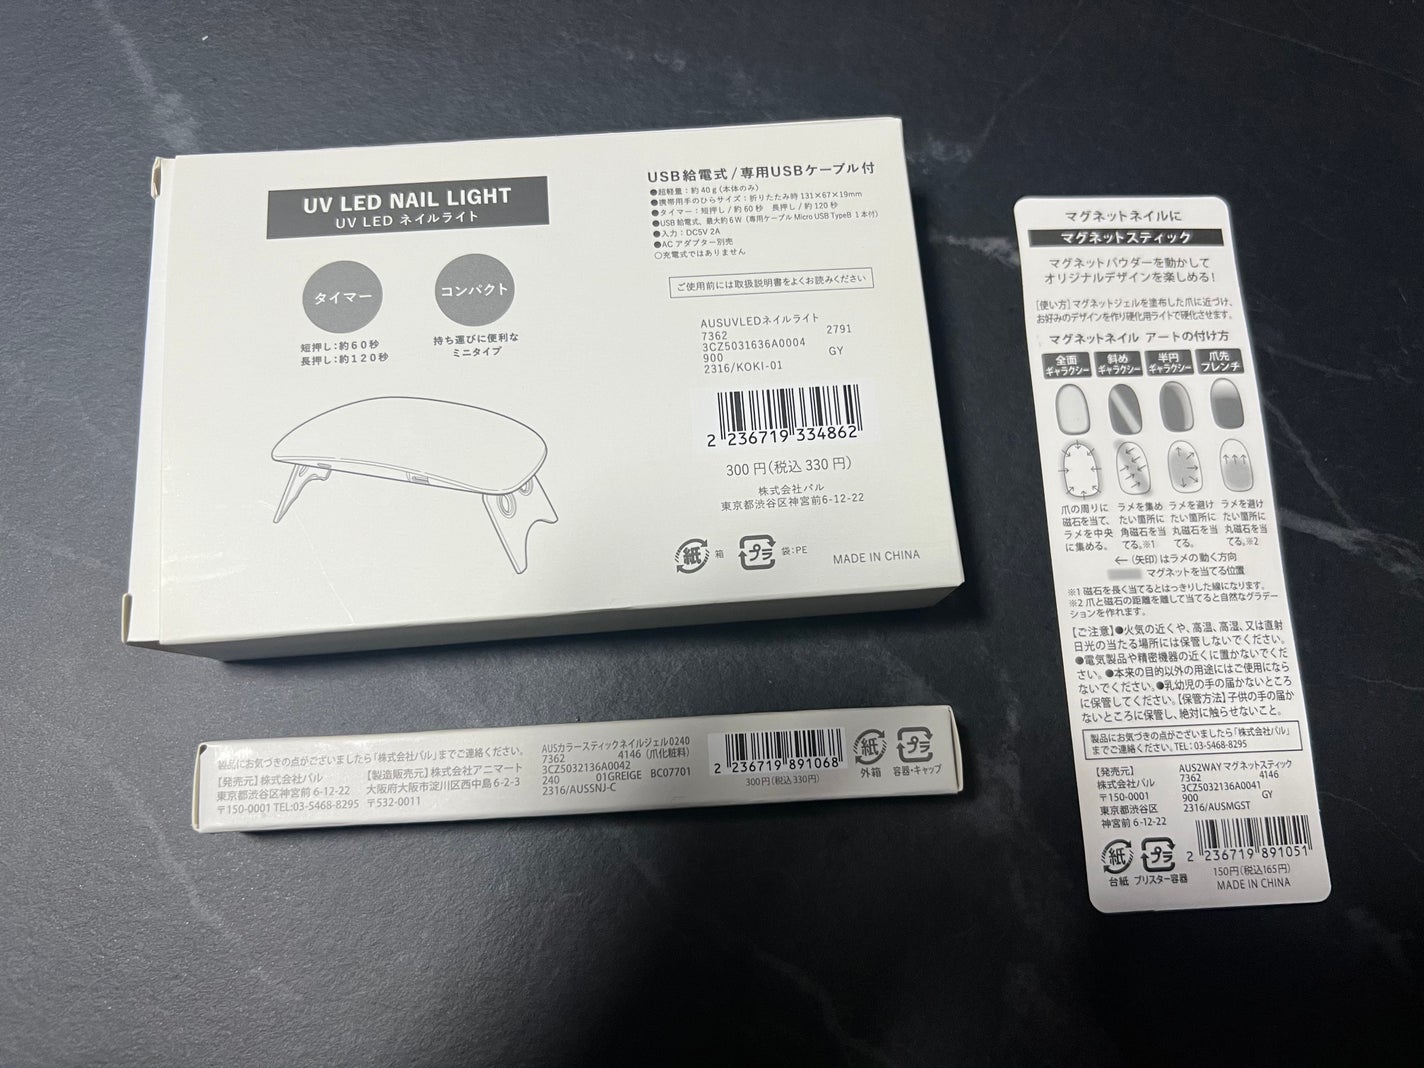 UV LED NAIL LIGHT
UV LED ネイルライト
タイマー
コンパクト
短押し:約60秒
長押し:約120秒
持ち運びに便利な
ミニタイプ
USB給電式/専用USBケーブル付
●超軽量:約40g(本体のみ)
●携帯用手のひらサイズ:折りたたみ時 131×67×19mm
●タイマー:短押し/約60秒 長押し/約120秒
●USB給電式、最大約6W(専用ケーブル Micro USB TypeB 1本付)
●入力:DC5V 2A
●ACアダプター別売
○充電式ではありません
ご使用前には取扱説明書をよくお読みください
AUSUVLEDネイルライト
7362 2791
3CZ5031636A0004
900 GY
2316/KOKI-01
2 236719 334862
300円(税込330円)
株式会社パル
東京都渋谷区神宮前6-12-22
紙 箱 プラ 袋:PE MADE IN CHINA
製品にお気づきの点がございましたら「株式会社パル」までご連絡ください。
【発売元】株式会社パル
東京都渋谷区神宮前 6-12-22
〒150-0001 TEL:03-5468-8295
【製造販売元】株式会社アニマート
大阪府大阪市淀川区西中島 6-2-3
〒532-0011
AUSカラースティックネイルジェル0240
7362 4146 (爪化粧料)
3CZ5032136A0042
240 01GREIGE BC07701
2316/AUSSNJ-C
2 236719 891068
300円(税込330円)
紙 プラ
外箱 容器・キャップ
マグネットネイルに
マグネットスティック
マグネットパウダーを動かして
オリジナルデザインを楽しめる!
[使い方]マグネットジェルを塗布した爪に近づけ、
お好みのデザインを作り硬化用ライトで硬化させます。
マグネットネイル アートの付け方
全面
ギャラクシー
斜め
ギャラクシー
半円
ギャラクシー
爪先
フレンチ
爪の周りに
磁石を当て、
ラメを中央
に集める。
ラメを集め
たい箇所に
角磁石を当
てる。※1
ラメを避け
たい箇所に
丸磁石を当
てる。
ラメを避け
たい箇所に
丸磁石を当
てる。※2
←(矢印)はラメの動く方向
マグネットを当てる位置
※1 磁石を長く当てるとはっきりした線になります。
※2 爪と磁石の距離を離して当てると自然なグラデー
ションを作れます。
【ご注意】●火気の近くや、高温、高湿、又は直射
日光の当たる場所には保管しないでください。
●電気製品や精密機器の近くに置かないでくだ
さい。●本来の目的以外の用途にはご使用になら
ないでください。●乳幼児の手の届かないところ
に保管してください。【保管方法】子供の手の届か
ないところに保管し、絶対に触らせないこと。
製品にお気づきの点がございましたら「株式会社パル」
までご連絡ください。TEL:03-5468-8295
【発売元】
株式会社パル
〒150-0001
東京都渋谷区
神宮前 6-12-22
AUS2WAYマグネットスティック
7362 4146
3CZ5032136A0041
900 GY
2316/AUSMGST
紙 プラ
台紙 ブリスター容器
2 236719 891051
150円(税込165円)
MADE IN CHINA